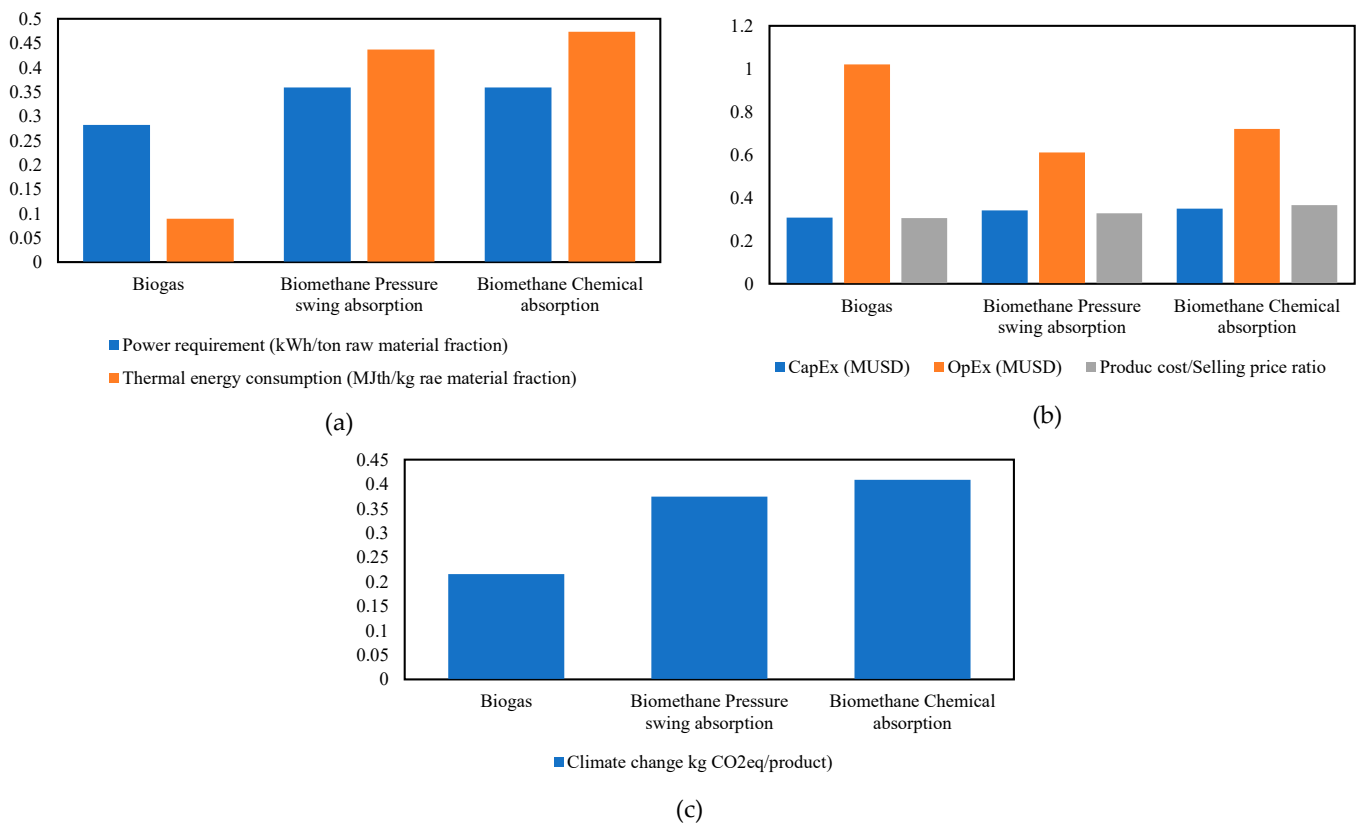 0.5
0.45
0.4
0.35
0.3
0.25
0.2
0.15
0.1
0.05
0
Biogas
Biomethane Pressure
swing absorption
Biomethane Chemical
absorption
Power requirement (kWh/ton raw material fraction)
Thermal energy consumption (MJth/kg rae material fraction)
(a)
1.2
1
0.8
0.6
0.4
0.2
0
Biogas
Biomethane Pressure
swing absorption
Biomethane Chemical
absorption
CapEx (MUSD)
OpEx (MUSD)
Produc cost/Selling price ratio
(b)
0.45
0.4
0.35
0.3
0.25
0.2
0.15
0.1
0.05
0
Biogas
Biomethane Pressure
swing absorption
Biomethane Chemical
absorption
Climate change kg CO2eq/product)
(c)